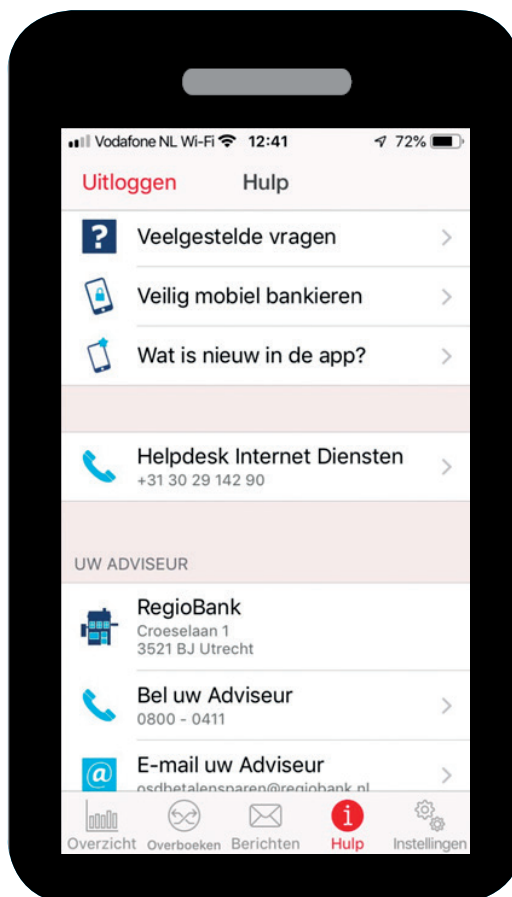 Vodafone NL Wi-Fi 12:41 72%
Uitloggen Hulp
Veelgestelde vragen
Veilig mobiel bankieren
Wat is nieuw in de app?
Helpdesk Internet Diensten
+31 30 29 142 90
UW ADVISEUR
RegioBank
Croeselaan 1
3521 BJ Utrecht
Bel uw Adviseur
0800 - 0411
E-mail uw Adviseur
osdbetalensparen@regiobank.nl
Overzicht Overboeken Berichten Hulp Instellingen